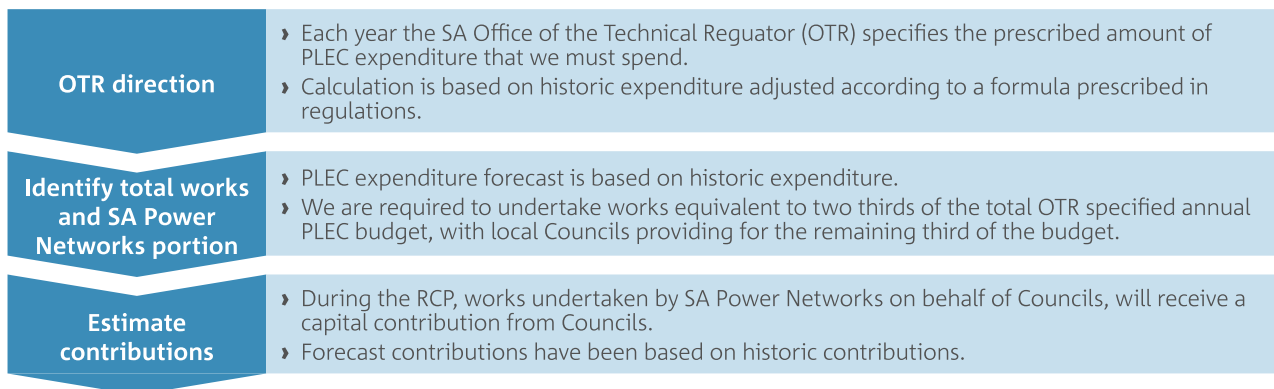 OTR direction
› Each year the SA Office of the Technical Reguator (OTR) specifies the prescribed amount of
PLEC expenditure that we must spend.
› Calculation is based on historic expenditure adjusted according to a formula prescribed in
regulations.
Identify total works
and SA Power
Networks portion
› PLEC expenditure forecast is based on historic expenditure.
› We are required to undertake works equivalent to two thirds of the total OTR specified annual
PLEC budget, with local Councils providing for the remaining third of the budget.
Estimate
contributions
› During the RCP, works undertaken by SA Power Networks on behalf of Councils, will receive a
capital contribution from Councils.
› Forecast contributions have been based on historic contributions.